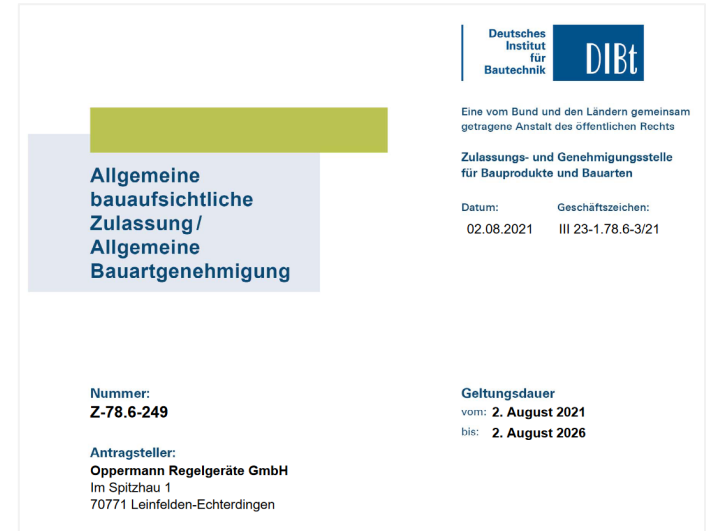 Deutsches
Institut
für
Bautechnik
DIBt
Eine vom Bund und den Ländern gemeinsam
getragene Anstalt des öffentlichen Rechts
Zulassungs- und Genehmigungsstelle
für Bauprodukte und Bauarten
Datum: Geschäftszeichen:
02.08.2021 III 23-1.78.6-3/21
Allgemeine
bauaufsichtliche
Zulassung/
Allgemeine
Bauartgenehmigung
Nummer:
Z-78.6-249
Antragsteller:
Oppermann Regelgeräte GmbH
Im Spitzhau 1
70771 Leinfelden-Echterdingen
Geltungsdauer
vom: 2. August 2021
bis: 2. August 2026